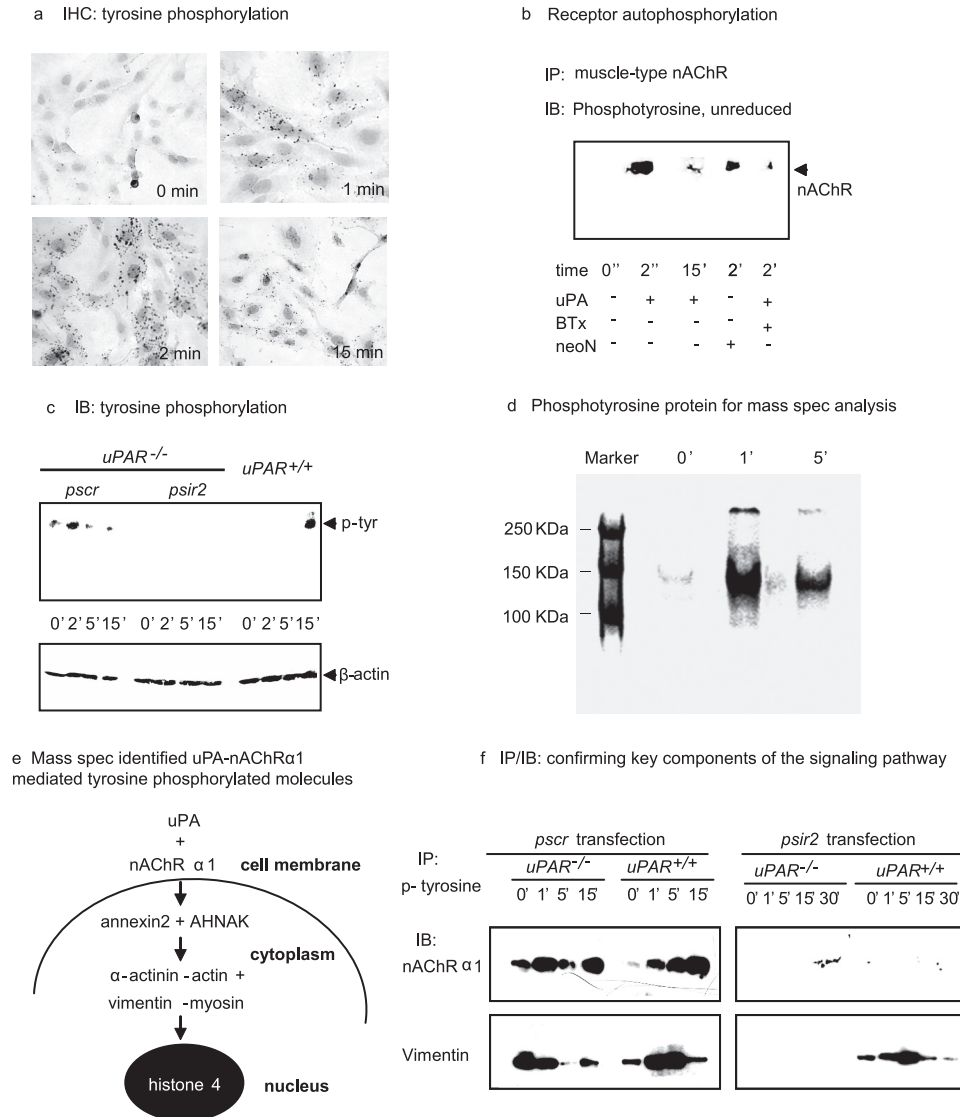 a IHC: tyrosine phosphorylation
0 min
1 min
2 min
15 min
b Receptor autophosphorylation
IP: muscle-type nAChR
IB: Phosphotyrosine, unreduced
nAChR
time 0'' 2'' 15' 2' 2'
uPA - + + - +
BTx - - - - +
neoN - - - + -
c IB: tyrosine phosphorylation
uPAR-/- uPAR+/+
pscr psir2
p-tyr
0' 2' 5' 15' 0' 2' 5' 15' 0' 2' 5' 15'
β-actin
d Phosphotyrosine protein for mass spec analysis
Marker 0' 1' 5'
250 KDa
150 KDa
100 KDa
e Mass spec identified uPA-nAChRα1
mediated tyrosine phosphorylated molecules
uPA
+
nAChR α1 cell membrane
annexin2 + AHNAK
cytoplasm
α-actinin -actin +
vimentin -myosin
histone 4 nucleus
f IP/IB: confirming key components of the signaling pathway
pscr transfection psir2 transfection
IP: uPAR-/- uPAR+/+ uPAR-/- uPAR+/+
p- tyrosine 0' 1' 5' 15' 0' 1' 5' 15' 0' 1' 5' 15' 30' 0' 1' 5' 15' 30'
IB:
nAChR α1
Vimentin